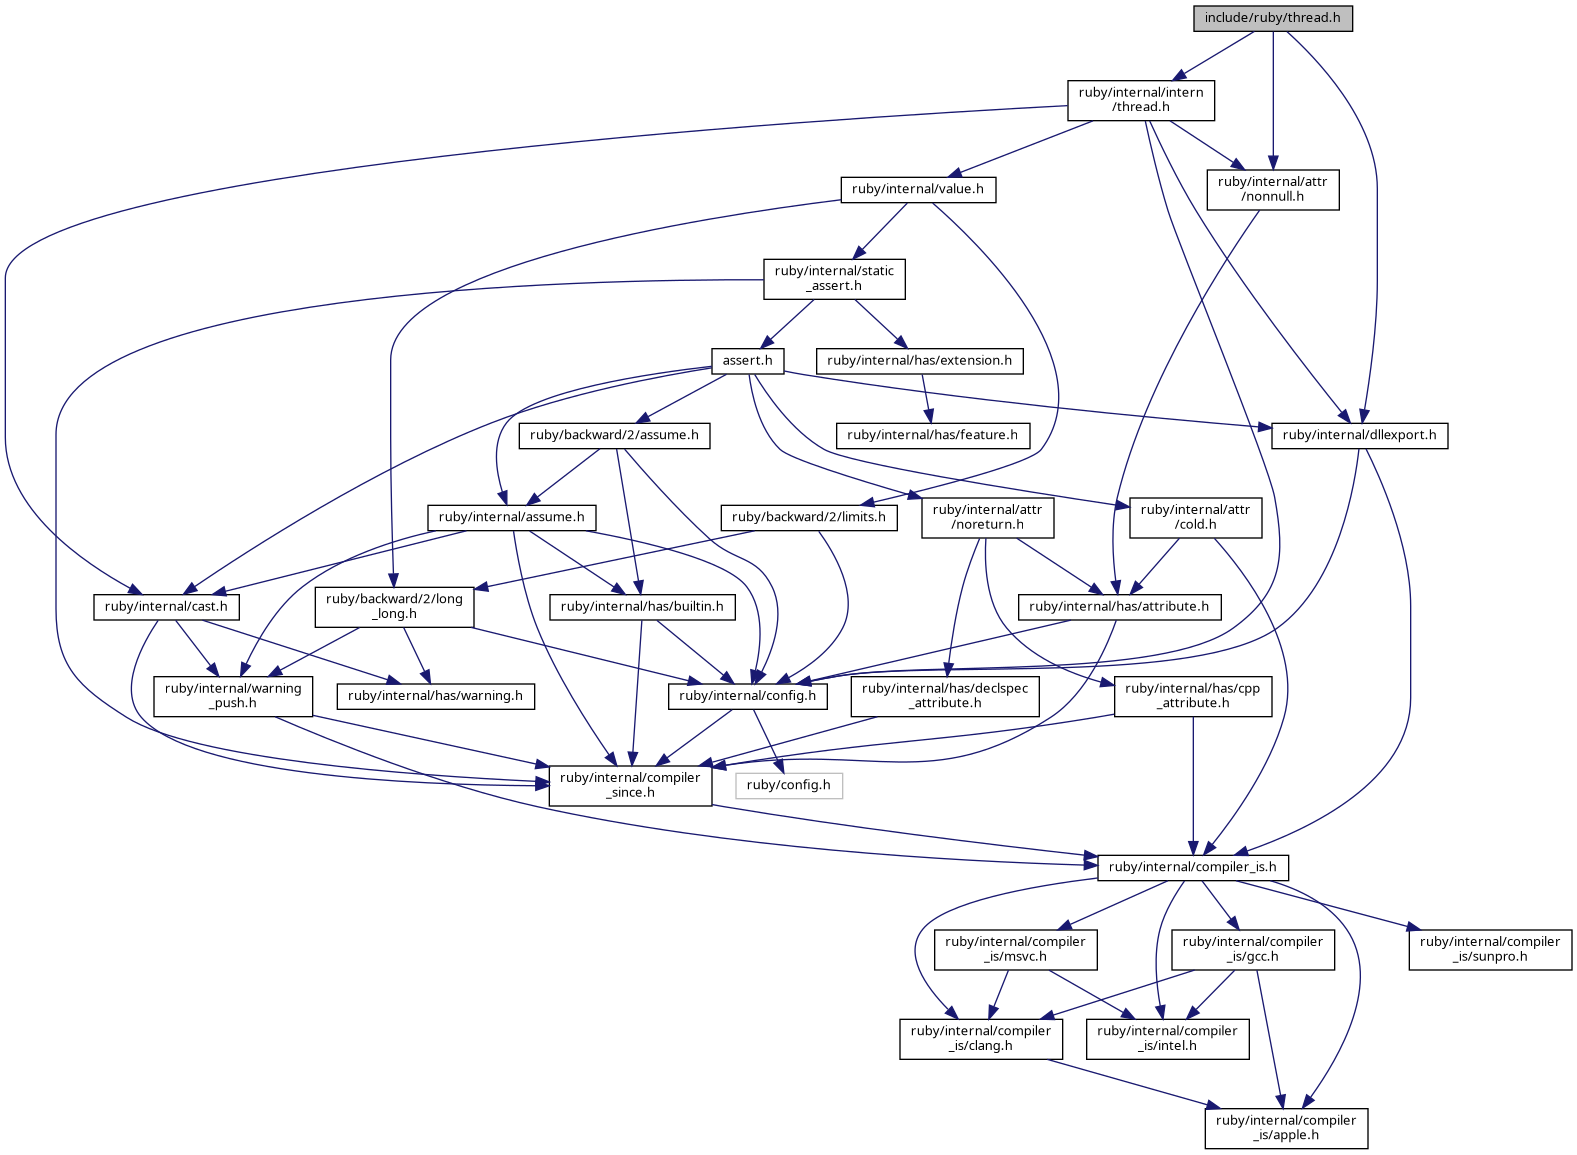 include/ruby/thread.h
ruby/internal/intern
/thread.h
ruby/internal/value.h
ruby/internal/attr
/nonnull.h
ruby/internal/static
_assert.h
assert.h
ruby/internal/has/extension.h
ruby/backward/2/assume.h
ruby/internal/has/feature.h
ruby/internal/dllexport.h
ruby/internal/assume.h
ruby/backward/2/limits.h
ruby/internal/attr
/noreturn.h
ruby/internal/attr
/cold.h
ruby/internal/cast.h
ruby/backward/2/long
_long.h
ruby/internal/has/builtin.h
ruby/internal/has/attribute.h
ruby/internal/warning
_push.h
ruby/internal/has/warning.h
ruby/internal/config.h
ruby/internal/has/declspec
_attribute.h
ruby/internal/has/cpp
_attribute.h
ruby/internal/compiler
_since.h
ruby/config.h
ruby/internal/compiler_is.h
ruby/internal/compiler
_is/msvc.h
ruby/internal/compiler
_is/gcc.h
ruby/internal/compiler
_is/sunpro.h
ruby/internal/compiler
_is/clang.h
ruby/internal/compiler
_is/intel.h
ruby/internal/compiler
_is/apple.h